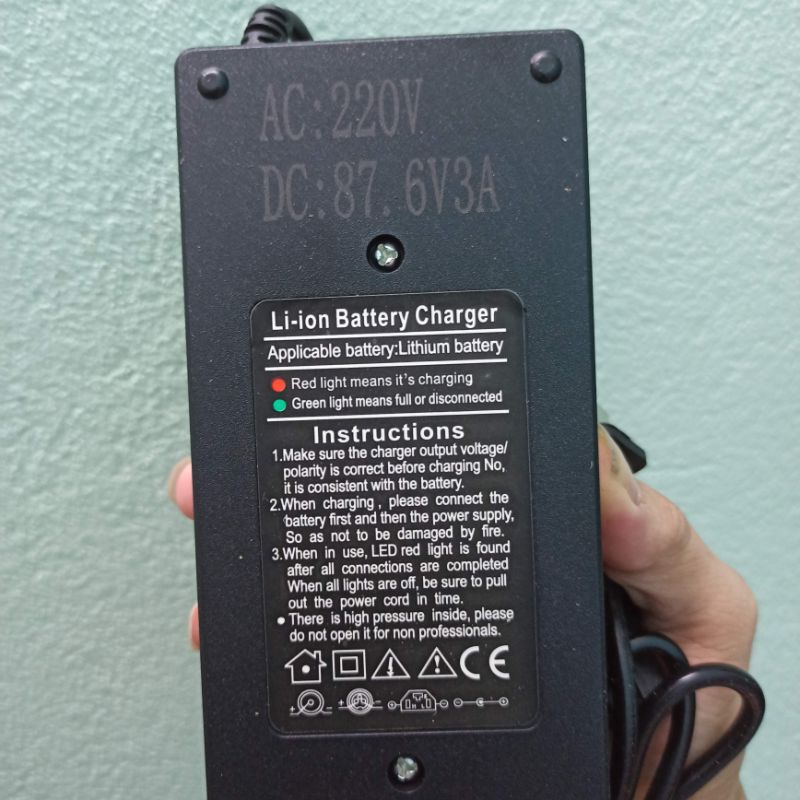 AC:220V
DC:87.6V3A
Li-ion Battery Charger
Applicable battery:Lithium battery
Red light means it's charging
Green light means full or disconnected
Instructions
1.Make sure the charger output voltage/
polarity is correct before charging No,
it is consistent with the battery.
2.When charging, please connect the
battery first and then the power supply,
So as not to be damaged by fire.
3.When in use, LED red light is found
after all connections are completed
When all lights are off, be sure to pull
out the power cord in time.
• There is high pressure inside, please
do not open it for non professionals.
CE